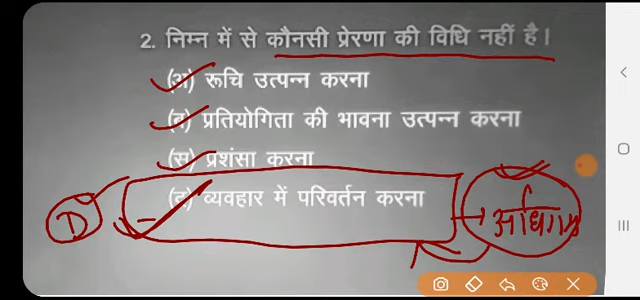 2. निम्न में से कौनसी प्रेरणा की विधि नहीं है।
(अ) रूचि उत्पन्न करना
(ब) प्रतियोगिता की भावना उत्पन्न करना
(स) प्रशंसा करना
(द) व्यवहार में परिवर्तन करना
D
अधिगम